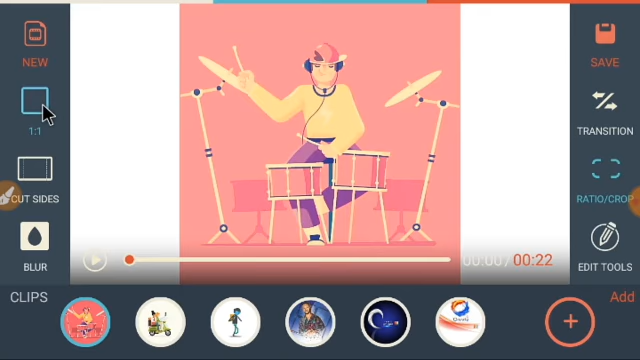 NEW
1:1
CUT SIDES
BLUR
SAVE
TRANSITION
RATIO/CROP
EDIT TOOLS
00:00/00:22
CLIPS
Add